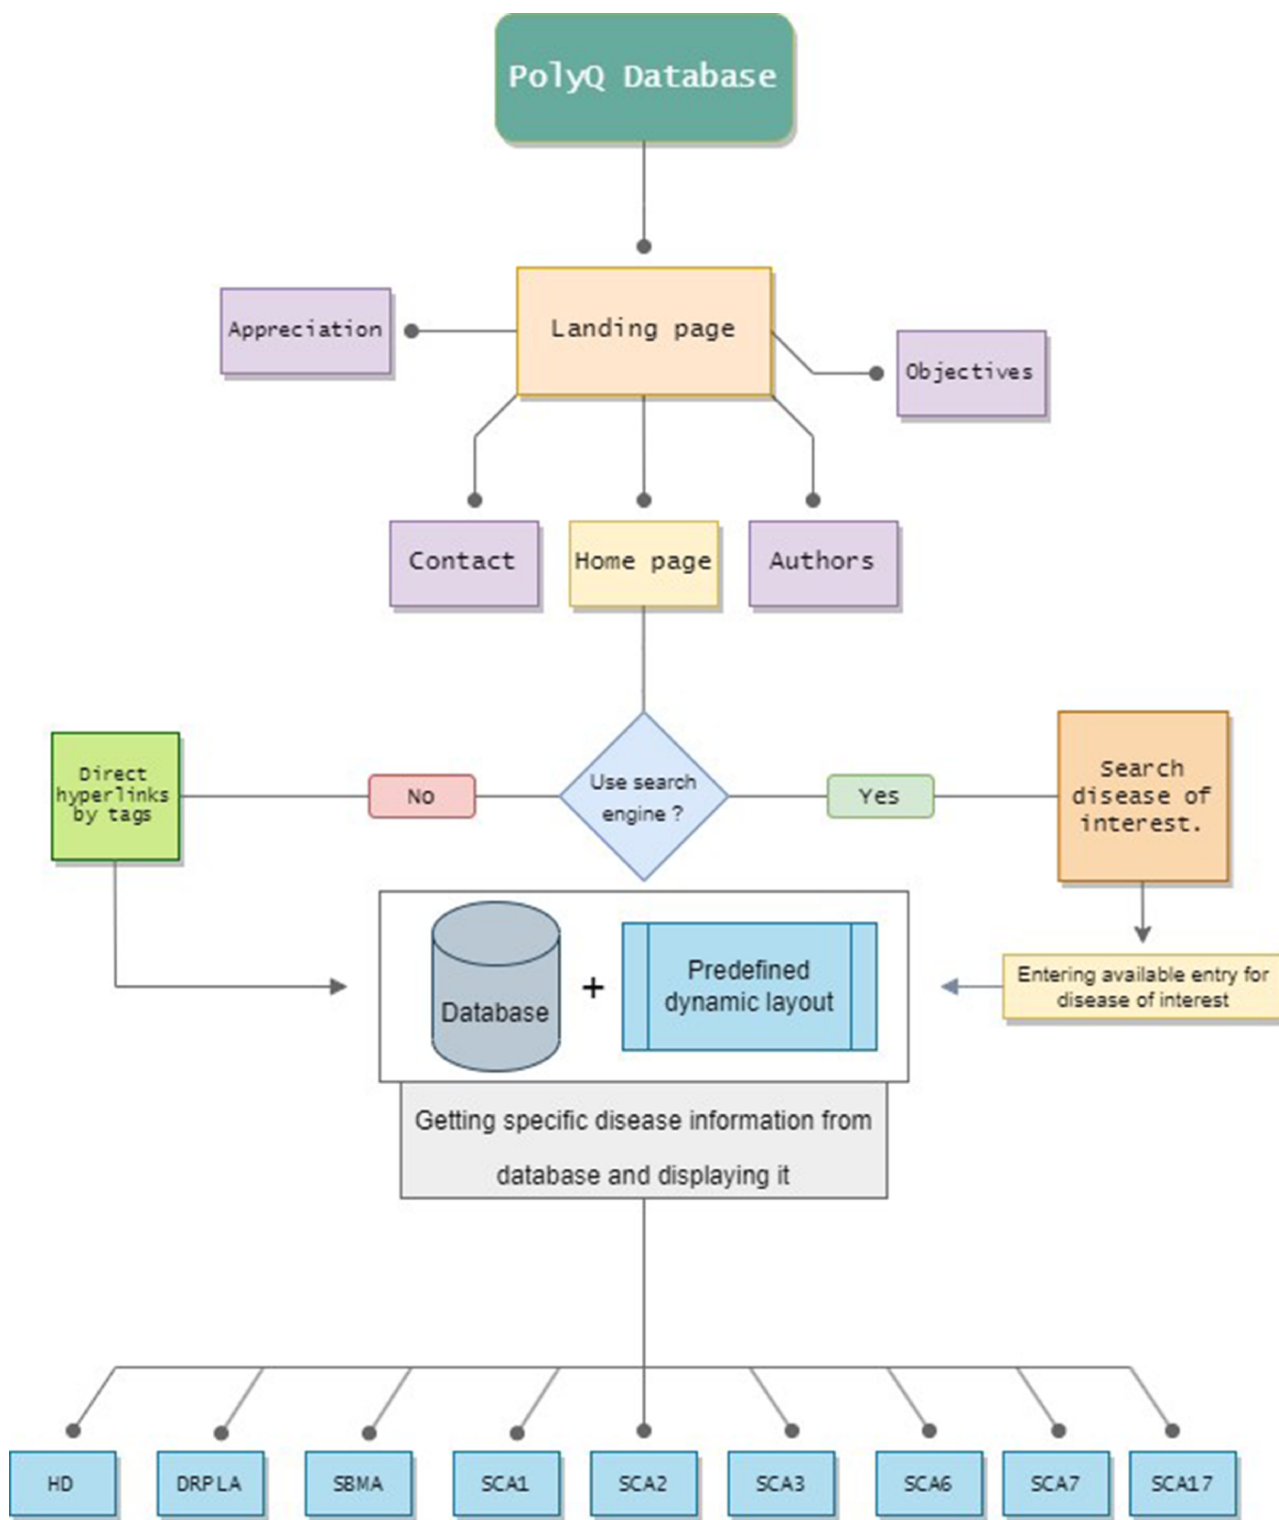 PolyQ Database
Landing page
Appreciation
Objectives
Contact
Home page
Authors
Direct
hyperlinks
by tags
No
Use search
engine ?
Yes
Search
disease of
interest.
Database
+
Predefined
dynamic layout
Entering available entry for
disease of interest
Getting specific disease information from
database and displaying it
HD
DRPLA
SBMA
SCA1
SCA2
SCA3
SCA6
SCA7
SCA17